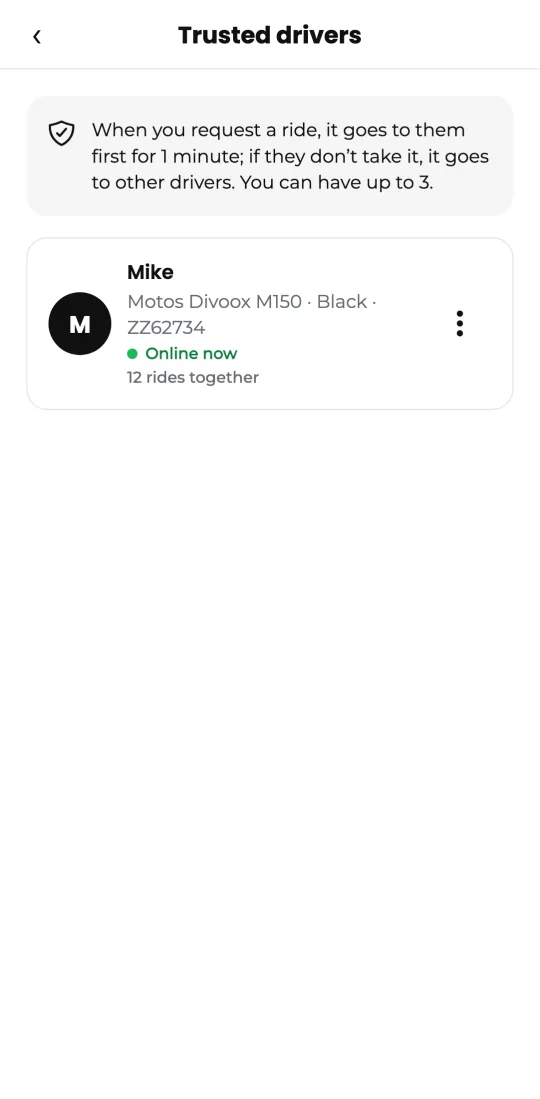 Trusted drivers
When you request a ride, it goes to them
first for 1 minute; if they don’t take it, it goes
to other drivers. You can have up to 3.
Mike
M
Motos Divoox M150 · Black ·
ZZ62734
Online now
12 rides together